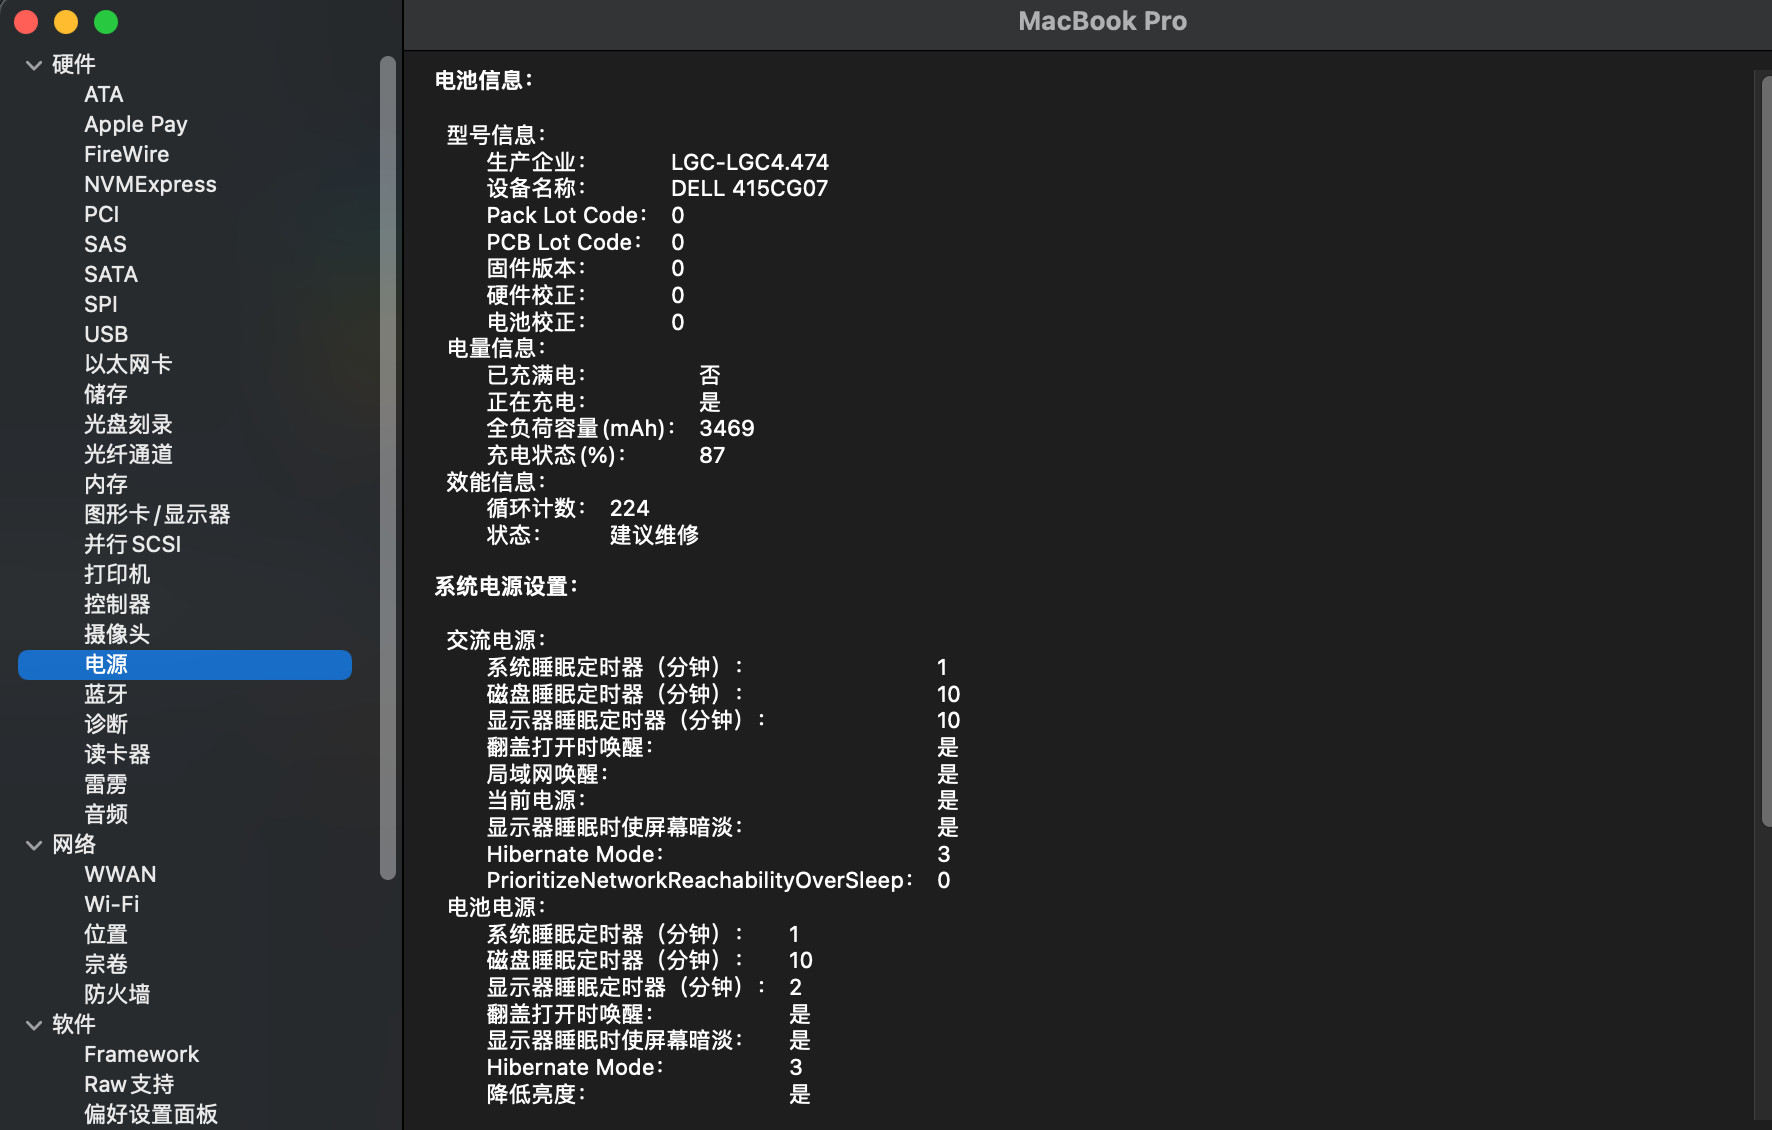 MacBook Pro
硬件
ATA
Apple Pay
FireWire
NVMExpress
PCI
SAS
SATA
SPI
USB
以太网卡
储存
光盘刻录
光纤通道
内存
图形卡/显示器
并行SCSI
打印机
控制器
摄像头
电源
蓝牙
诊断
读卡器
雷雳
音频
网络
WWAN
Wi-Fi
位置
宗卷
防火墙
软件
Framework
Raw支持
偏好设置面板
电池信息：
型号信息：
生产企业： LGC-LGC4.474
设备名称： DELL 415CG07
Pack Lot Code： 0
PCB Lot Code： 0
固件版本： 0
硬件校正： 0
电池校正： 0
电量信息：
已充满电： 否
正在充电： 是
全负荷容量(mAh)： 3469
充电状态(%)： 87
效能信息：
循环计数： 224
状态： 建议维修
系统电源设置：
交流电源：
系统睡眠定时器（分钟）： 1
磁盘睡眠定时器（分钟）： 10
显示器睡眠定时器（分钟）： 10
翻盖打开时唤醒： 是
局域网唤醒： 是
当前电源： 是
显示器睡眠时使屏幕暗淡： 是
Hibernate Mode： 3
PrioritizeNetworkReachabilityOverSleep： 0
电池电源：
系统睡眠定时器（分钟）： 1
磁盘睡眠定时器（分钟）： 10
显示器睡眠定时器（分钟）： 2
翻盖打开时唤醒： 是
显示器睡眠时使屏幕暗淡： 是
Hibernate Mode： 3
降低亮度： 是